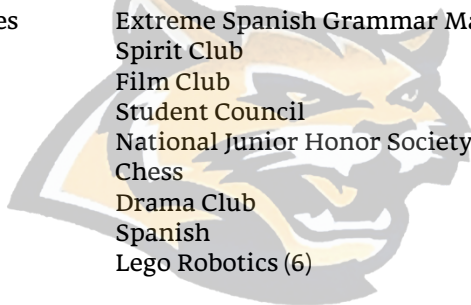 es Extreme Spanish Grammar Ma
Spirit Club
Film Club
Student Council
National Junior Honor Society
Chess
Drama Club
Spanish
Lego Robotics (6)